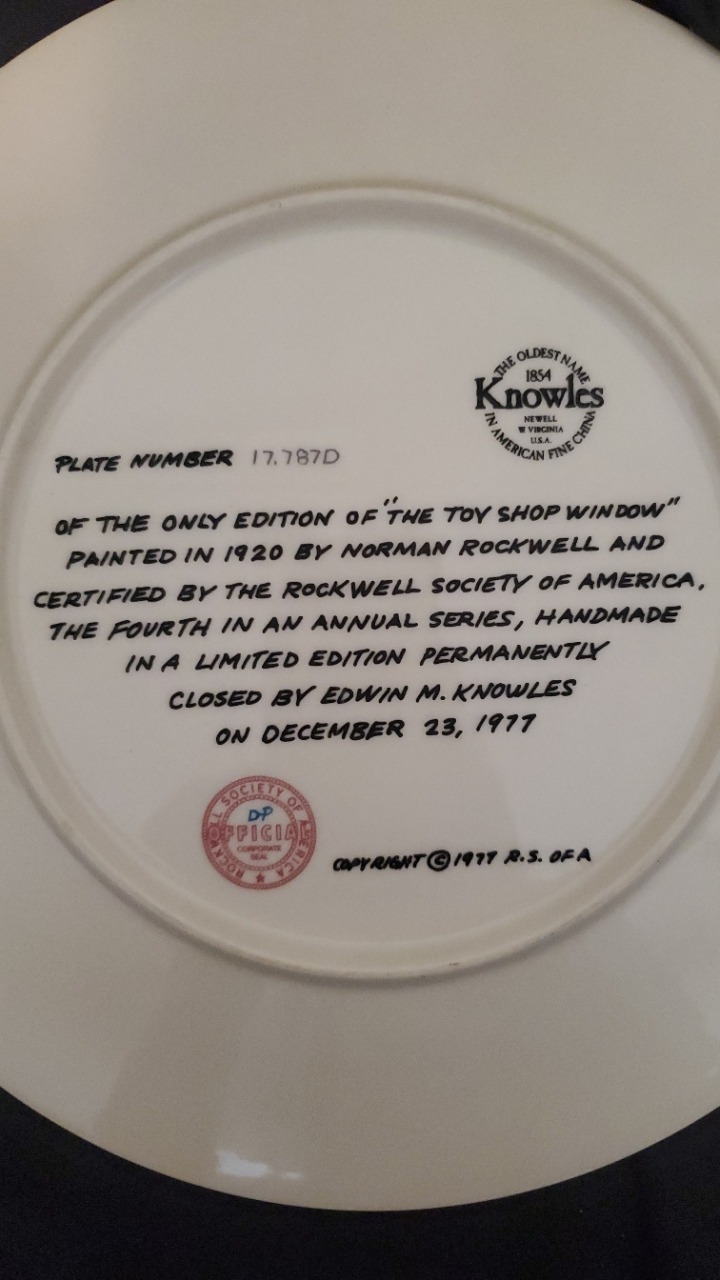 THE OLDEST NAME
1854
Knowles
NEWELL
W VIRGINIA
U.S.A.
IN AMERICAN FINE CHINA
PLATE NUMBER 17.787D
OF THE ONLY EDITION OF "THE TOY SHOP WINDOW"
PAINTED IN 1920 BY NORMAN ROCKWELL AND
CERTIFIED BY THE ROCKWELL SOCIETY OF AMERICA,
THE FOURTH IN AN ANNUAL SERIES, HANDMADE
IN A LIMITED EDITION PERMANENTLY
CLOSED BY EDWIN M. KNOWLES
ON DECEMBER 23, 1977
ROCKWELL SOCIETY OF AMERICA
DP
OFFICIAL
CORPORATE
SEAL
COPYRIGHT © 1977 R.S. OF A